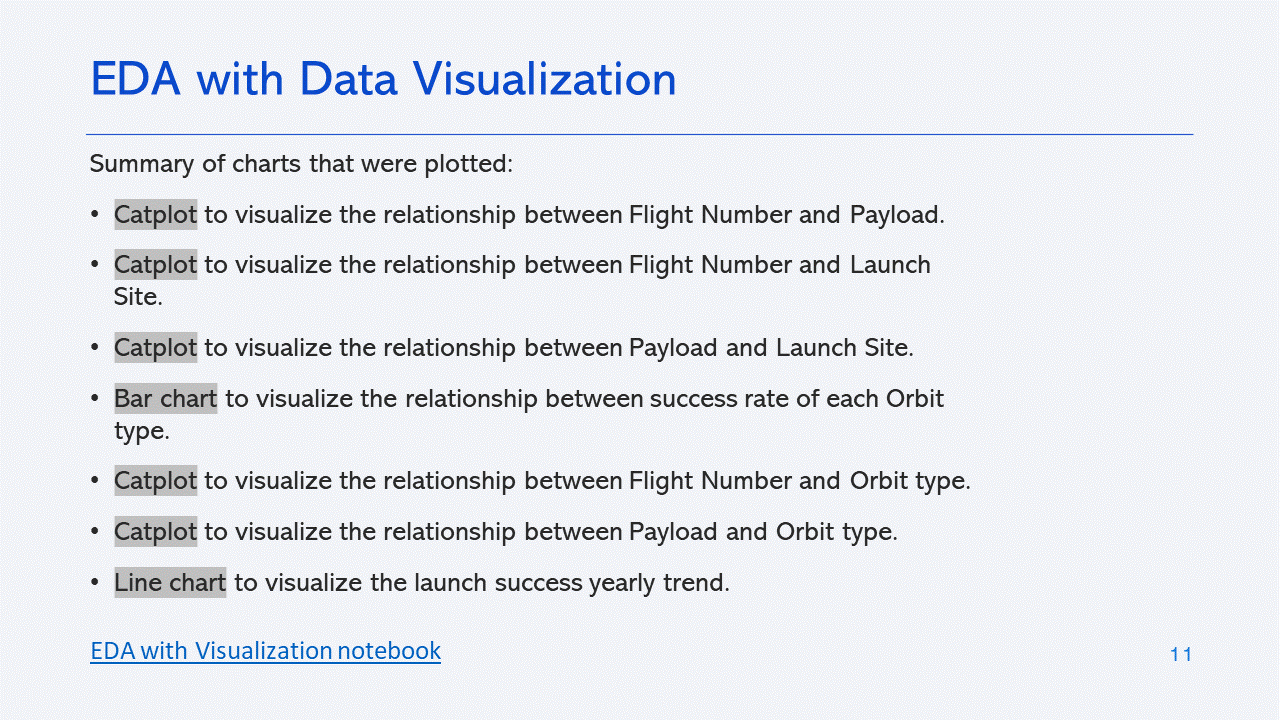 EDA with Data Visualization
Summary of charts that were plotted:
• Catplot to visualize the relationship between Flight Number and Payload.
• Catplot to visualize the relationship between Flight Number and Launch
Site.
• Catplot to visualize the relationship between Payload and Launch Site.
• Bar chart to visualize the relationship between success rate of each Orbit
type.
• Catplot to visualize the relationship between Flight Number and Orbit type.
• Catplot to visualize the relationship between Payload and Orbit type.
• Line chart to visualize the launch success yearly trend.
EDA with Visualization notebook
11